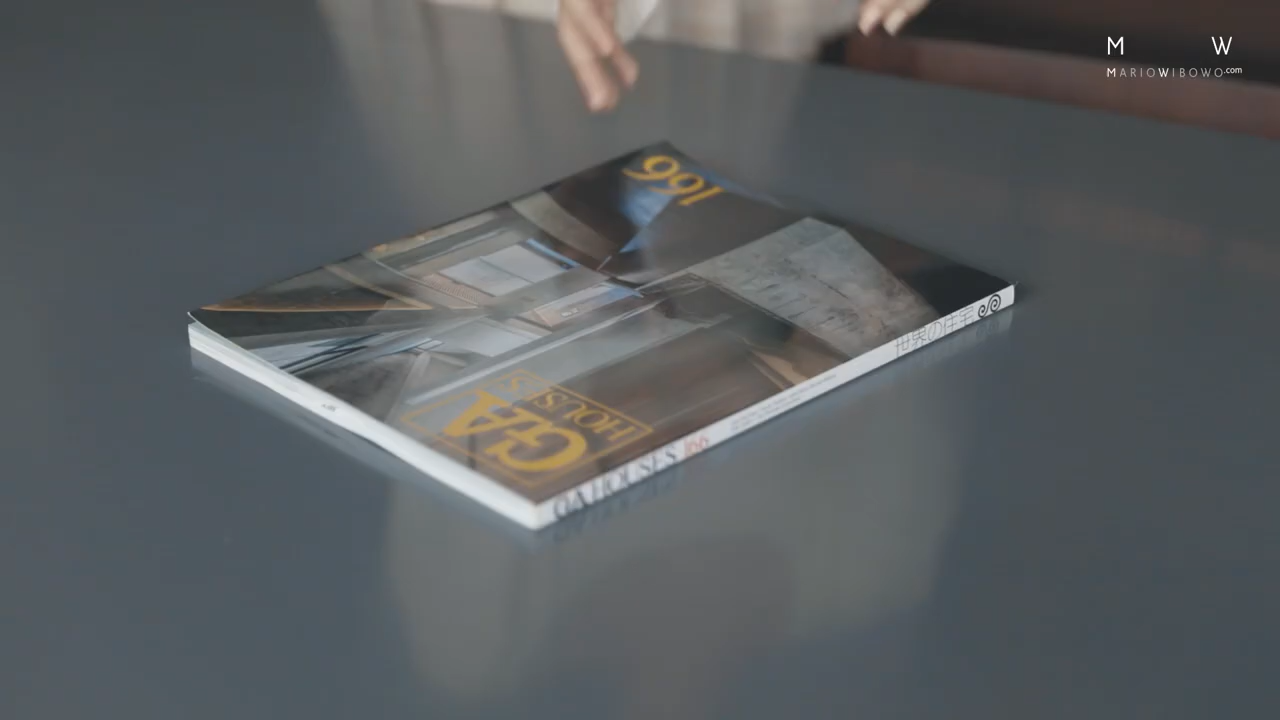 M W
MARIOWIBOWO.com
166
GA
HOUSES
GA HOUSES 166
世界の住宅